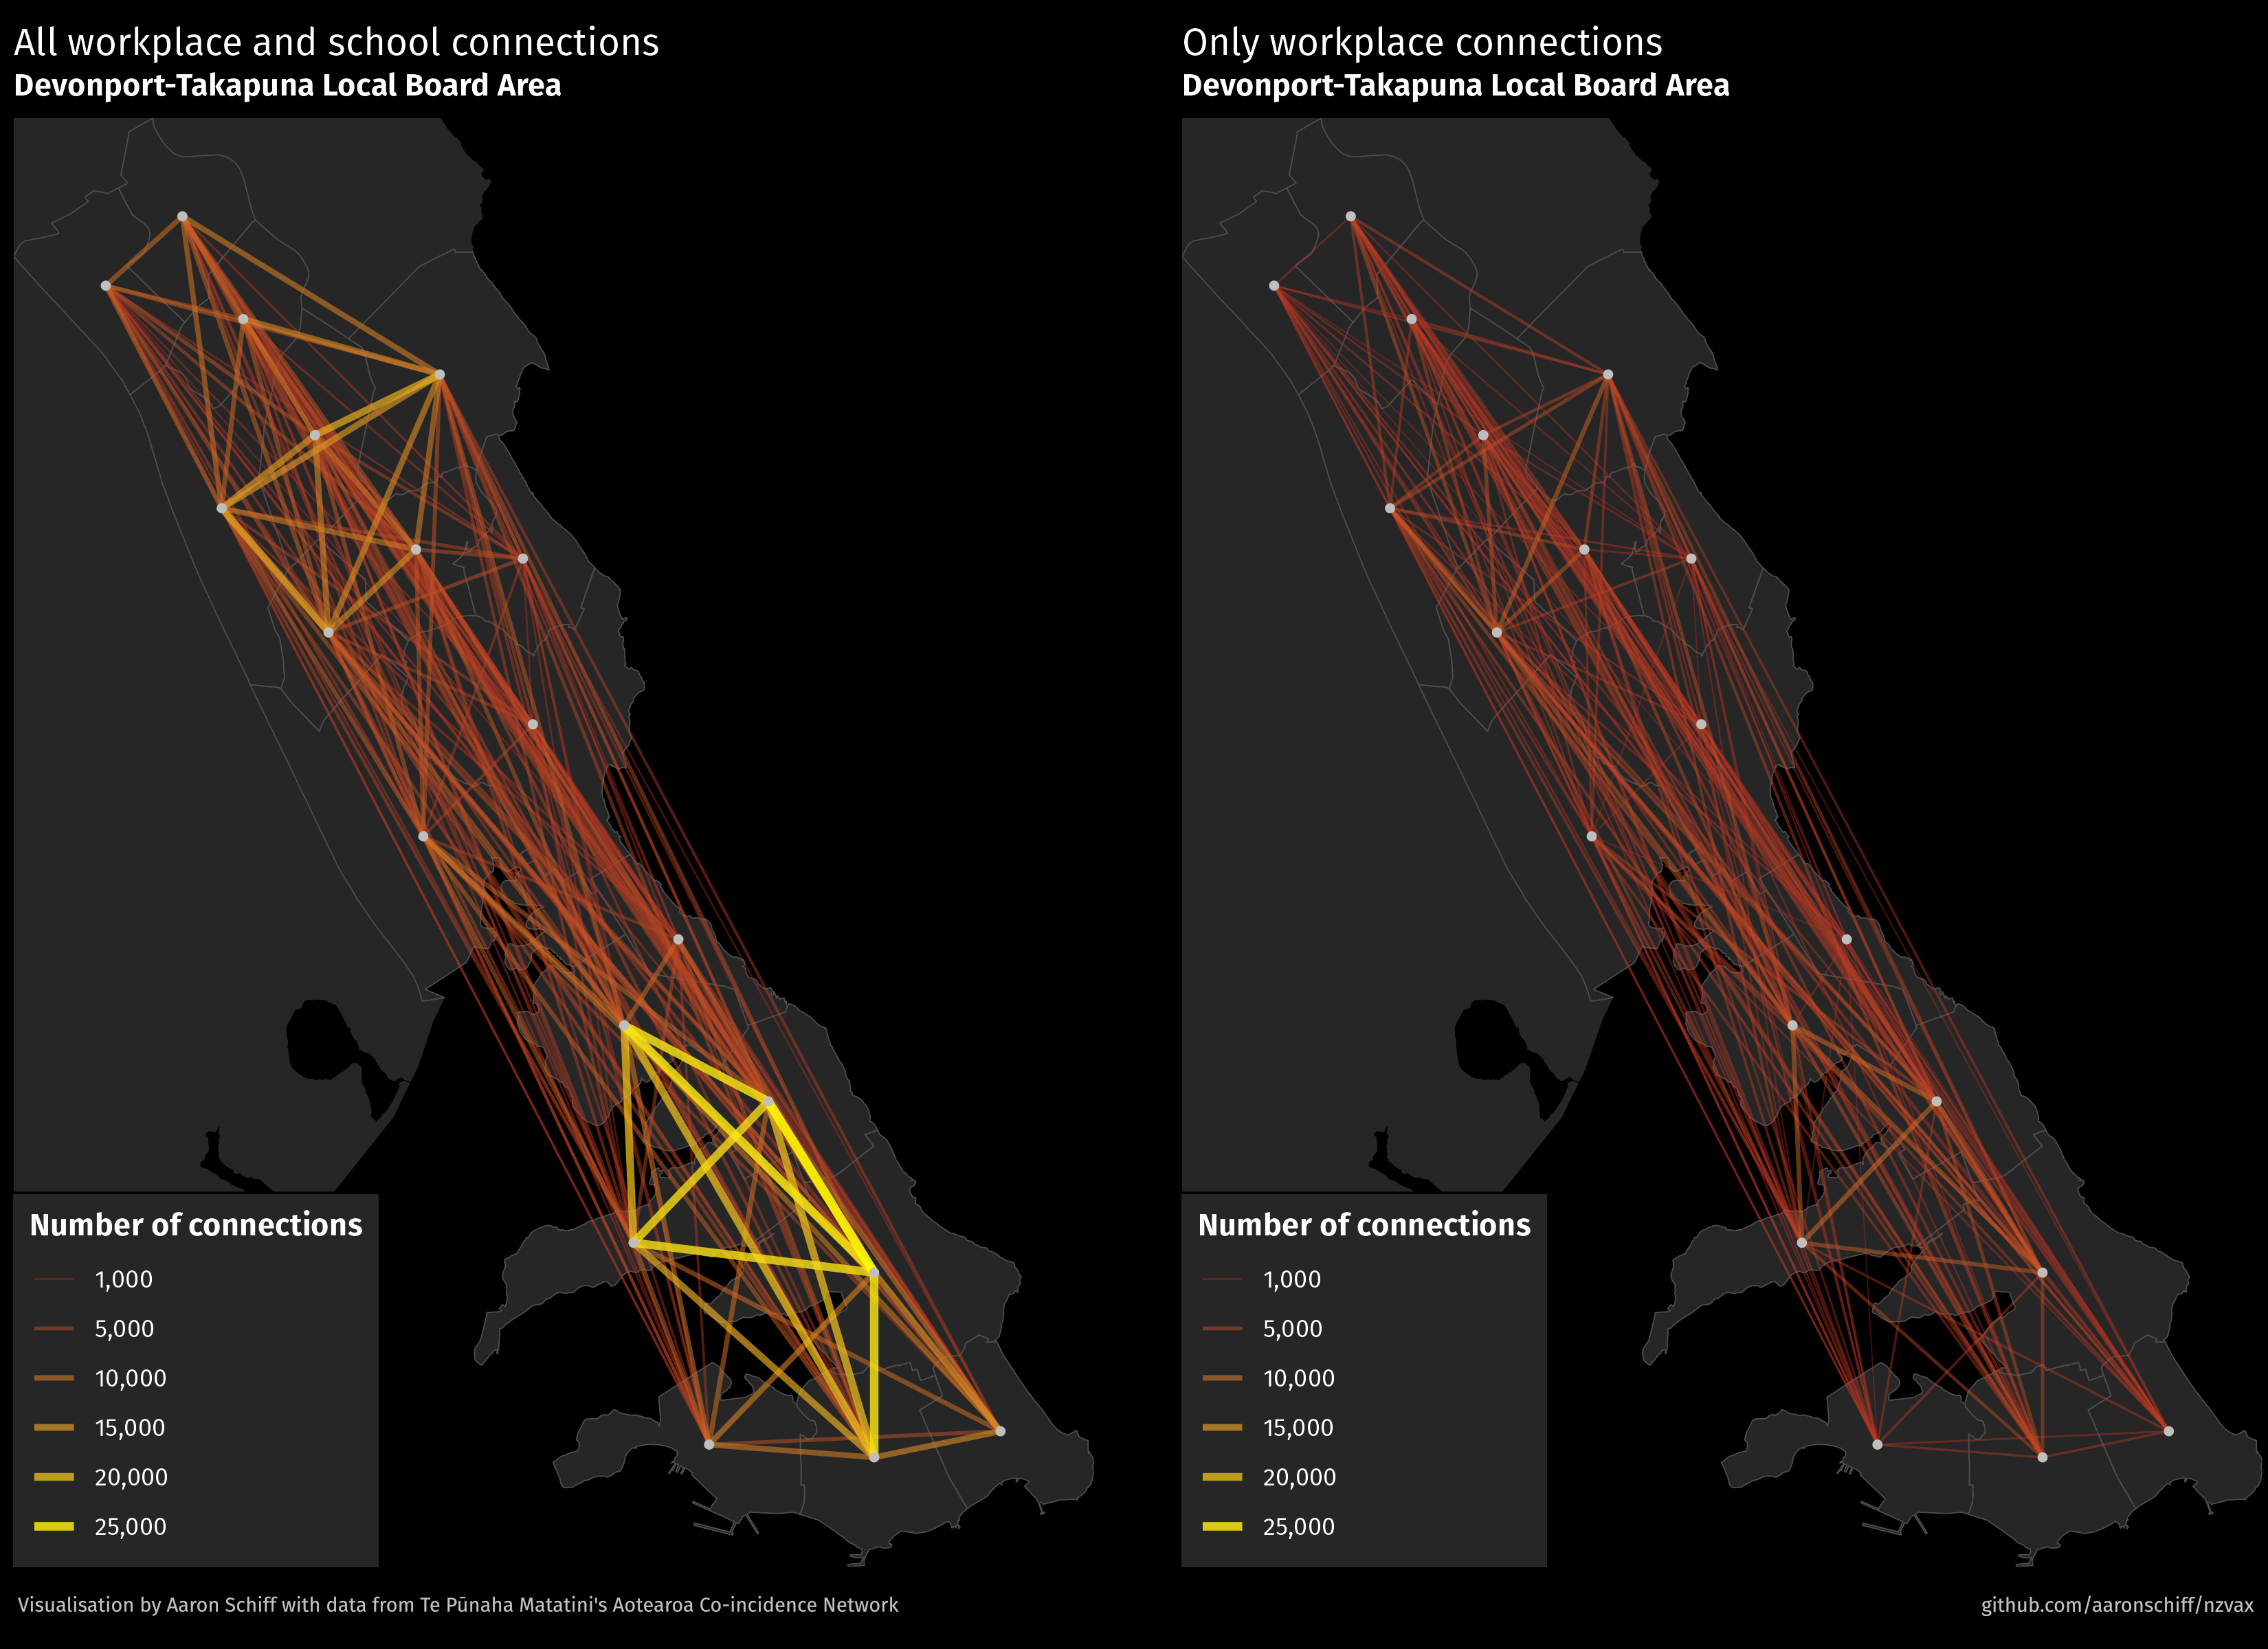 All workplace and school connections
Devonport-Takapuna Local Board Area
Number of connections
1,000
5,000
10,000
15,000
20,000
25,000
Only workplace connections
Devonport-Takapuna Local Board Area
Number of connections
1,000
5,000
10,000
15,000
20,000
25,000
Visualisation by Aaron Schiff with data from Te Pūnaha Matatini's Aotearoa Co-incidence Network
github.com/aaronschiff/nzvax